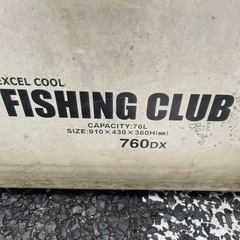 EXCEL COOL
FISHING CLUB
CAPACITY:76L
SIZE:910×430×360H(㎜)
760DX